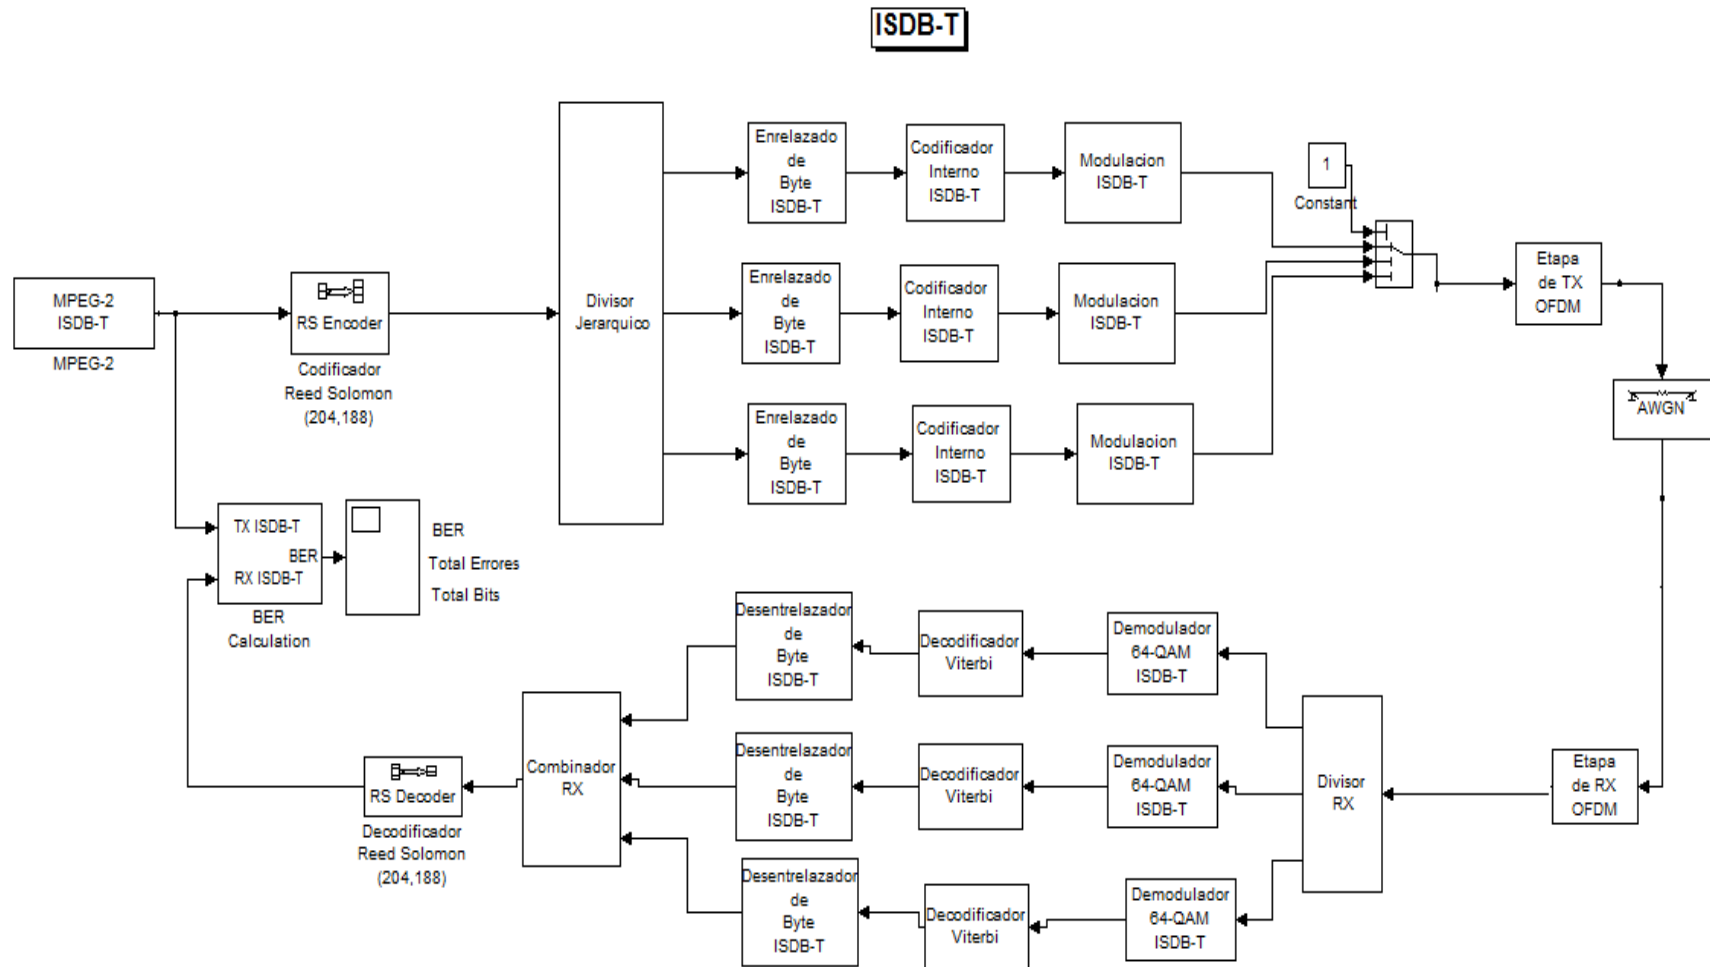 ISDB-T
MPEG-2
ISDB-T
MPEG-2
RS Encoder
Codificador
Reed Solomon
(204,188)
Divisor
Jerarquico
Enrelazado
de
Byte
ISDB-T
Codificador
Interno
ISDB-T
Modulacion
ISDB-T
Enrelazado
de
Byte
ISDB-T
Codificador
Interno
ISDB-T
Modulacion
ISDB-T
Enrelazado
de
Byte
ISDB-T
Codificador
Interno
ISDB-T
Modulaoion
ISDB-T
1
Constant
Etapa
de TX
OFDM
AWGN
TX ISDB-T
BER
RX ISDB-T
BER
Calculation
BER
Total Errores
Total Bits
Etapa
de RX
OFDM
Divisor
RX
Demodulador
64-QAM
ISDB-T
Decodificador
Viterbi
Desentrelazador
de
Byte
ISDB-T
Demodulador
64-QAM
ISDB-T
Decodificador
Viterbi
Desentrelazador
de
Byte
ISDB-T
Demodulador
64-QAM
ISDB-T
Decodificador
Viterbi
Desentrelazador
de
Byte
ISDB-T
Combinador
RX
RS Decoder
Decodificador
Reed Solomon
(204,188)